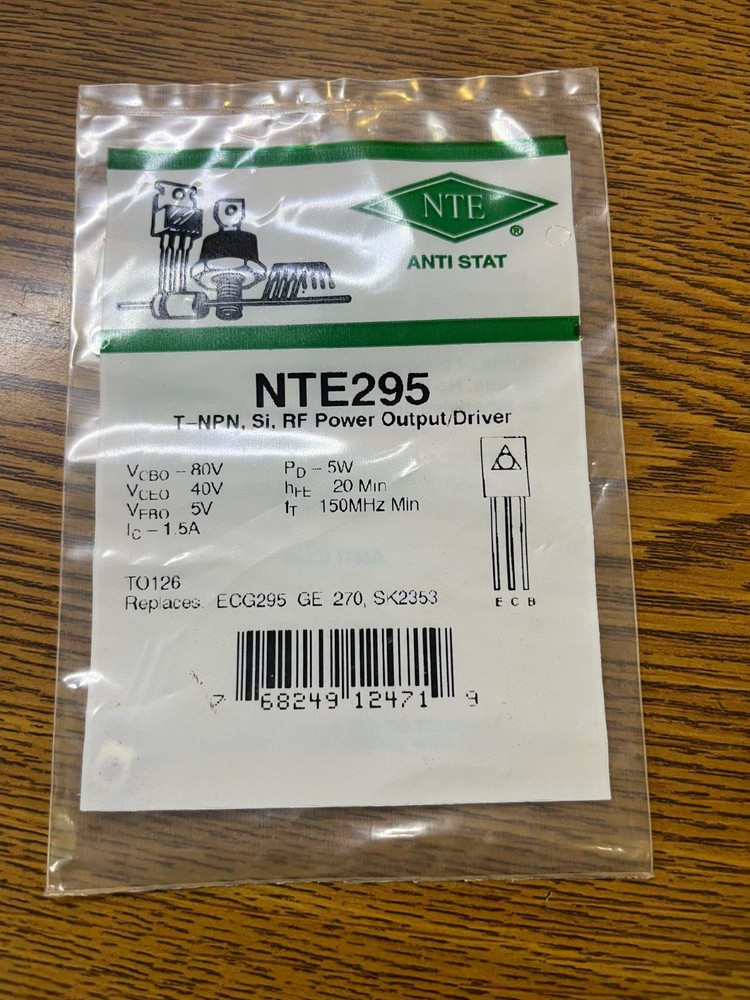 NTE
®
ANTI STAT
NTE295
T-NPN, Si, RF Power Output/Driver
VCBO – 80V
VCEO 40V
VEBO 5V
IC – 1.5A
PD – 5W
hFE 20 Min
fT 150MHz Min
E C B
TO126
Replaces: ECG295 GE 270, SK2353
7 68249 12471 9